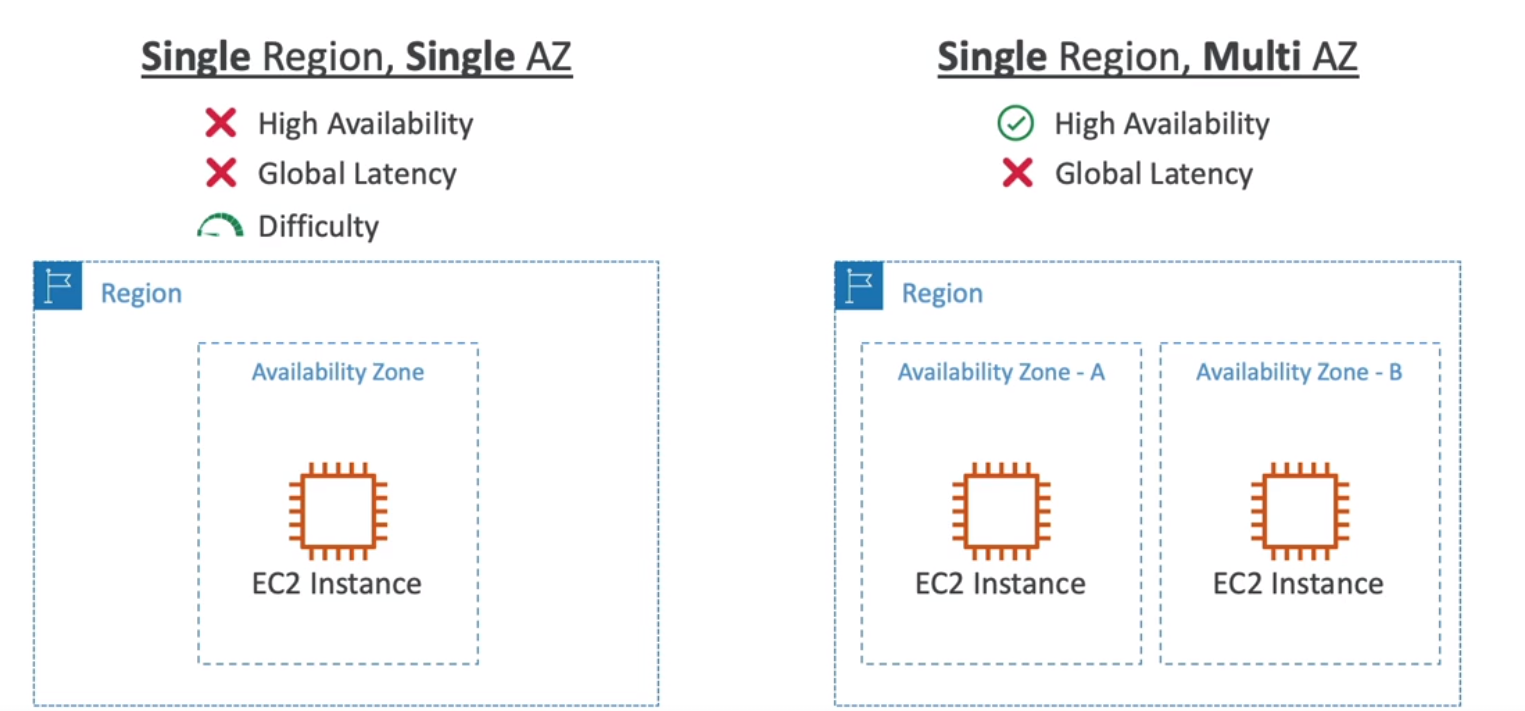 Single Region, Single AZ
High Availability
Global Latency
Difficulty
Region
Availability Zone
EC2 Instance
Single Region, Multi AZ
High Availability
Global Latency
Region
Availability Zone - A
EC2 Instance
Availability Zone - B
EC2 Instance